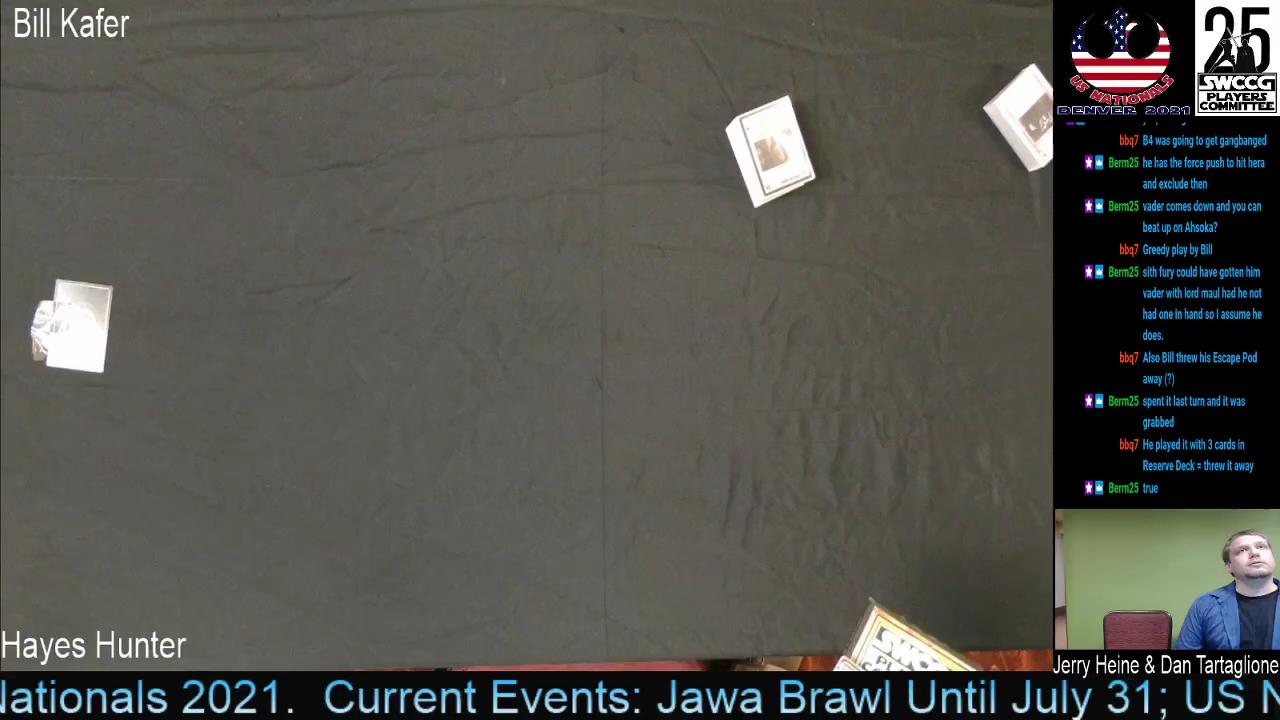 Bill Kafer
US NATIONALS
DENVER 2021
25
SWCCG
PLAYERS
COMMITTEE
bbq7 B4 was going to get gangbanged
Berm25 he has the force push to hit hera
and exclude then
Berm25 vader comes down and you can
beat up on Ahsoka?
bbq7 Greedy play by Bill
Berm25 sith fury could have gotten him
vader with lord maul had he not
had one in hand so I assume he
does.
bbq7 Also Bill threw his Escape Pod
away (?)
Berm25 spent it last turn and it was
grabbed
bbq7 He played it with 3 cards in
Reserve Deck = threw it away
Berm25 true
Hayes Hunter
SWCCG
Jerry Heine & Dan Tartaglione
Nationals 2021. Current Events: Jawa Brawl Until July 31; US N